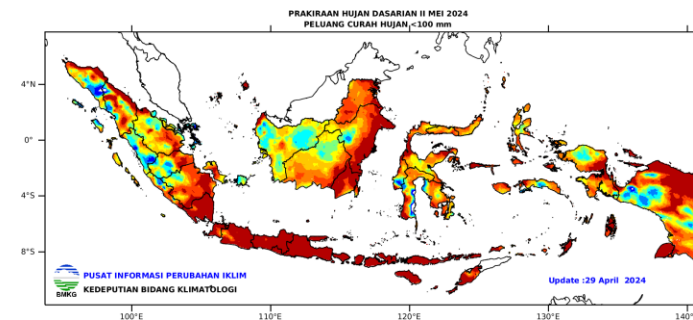 PRAKIRAAN HUJAN DASARIAN II MEI 2024
PELUANG CURAH HUJAN <100 mm
4°N
0°
4°S
8°S
PUSAT INFORMASI PERUBAHAN IKLIM
KEDEPUTIAN BIDANG KLIMATOLOGI
BMKG
Update :29 April 2024
100°E
110°E
120°E
130°E
140°